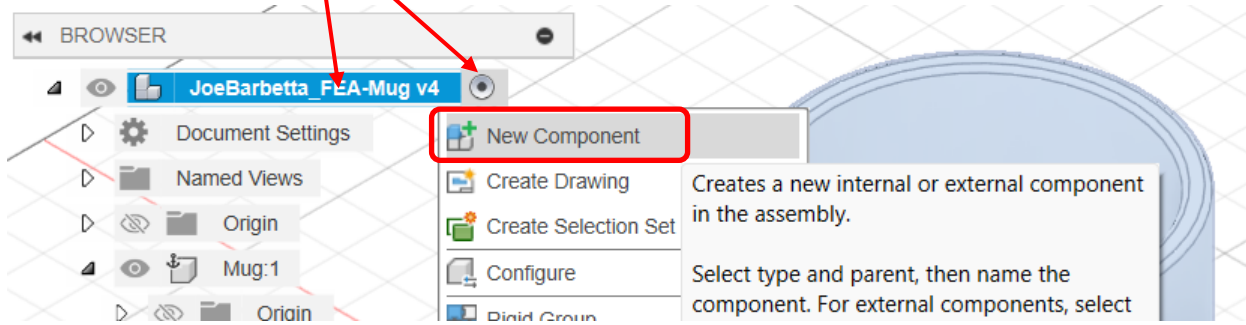 BROWSER
JoeBarbetta_FEA-Mug v4
Document Settings
New Component
Named Views
Create Drawing
Creates a new internal or external component
in the assembly.
Origin
Create Selection Set
Mug:1
Configure
Select type and parent, then name the
component. For external components, select
Origin
Rigid Group